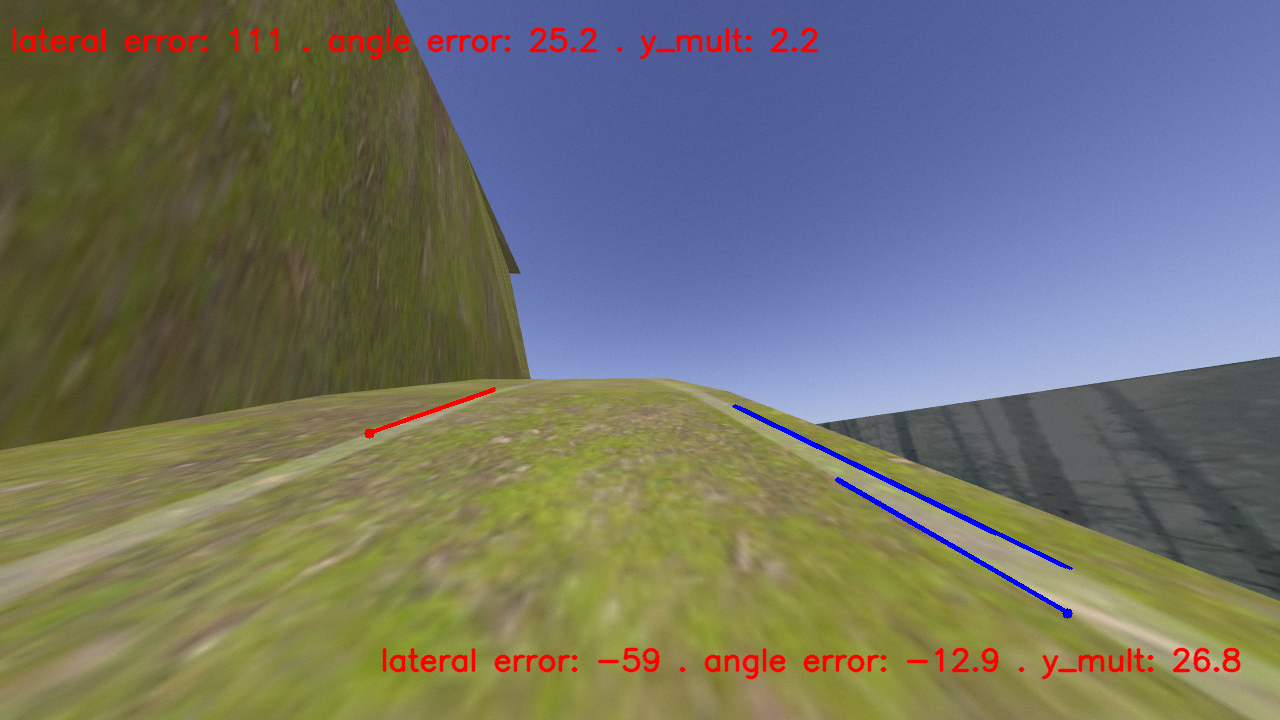 lateral error: 111 . angle error: 25.2 . y_mult: 2.2
lateral error: −59 . angle error: −12.9 . y_mult: 26.8